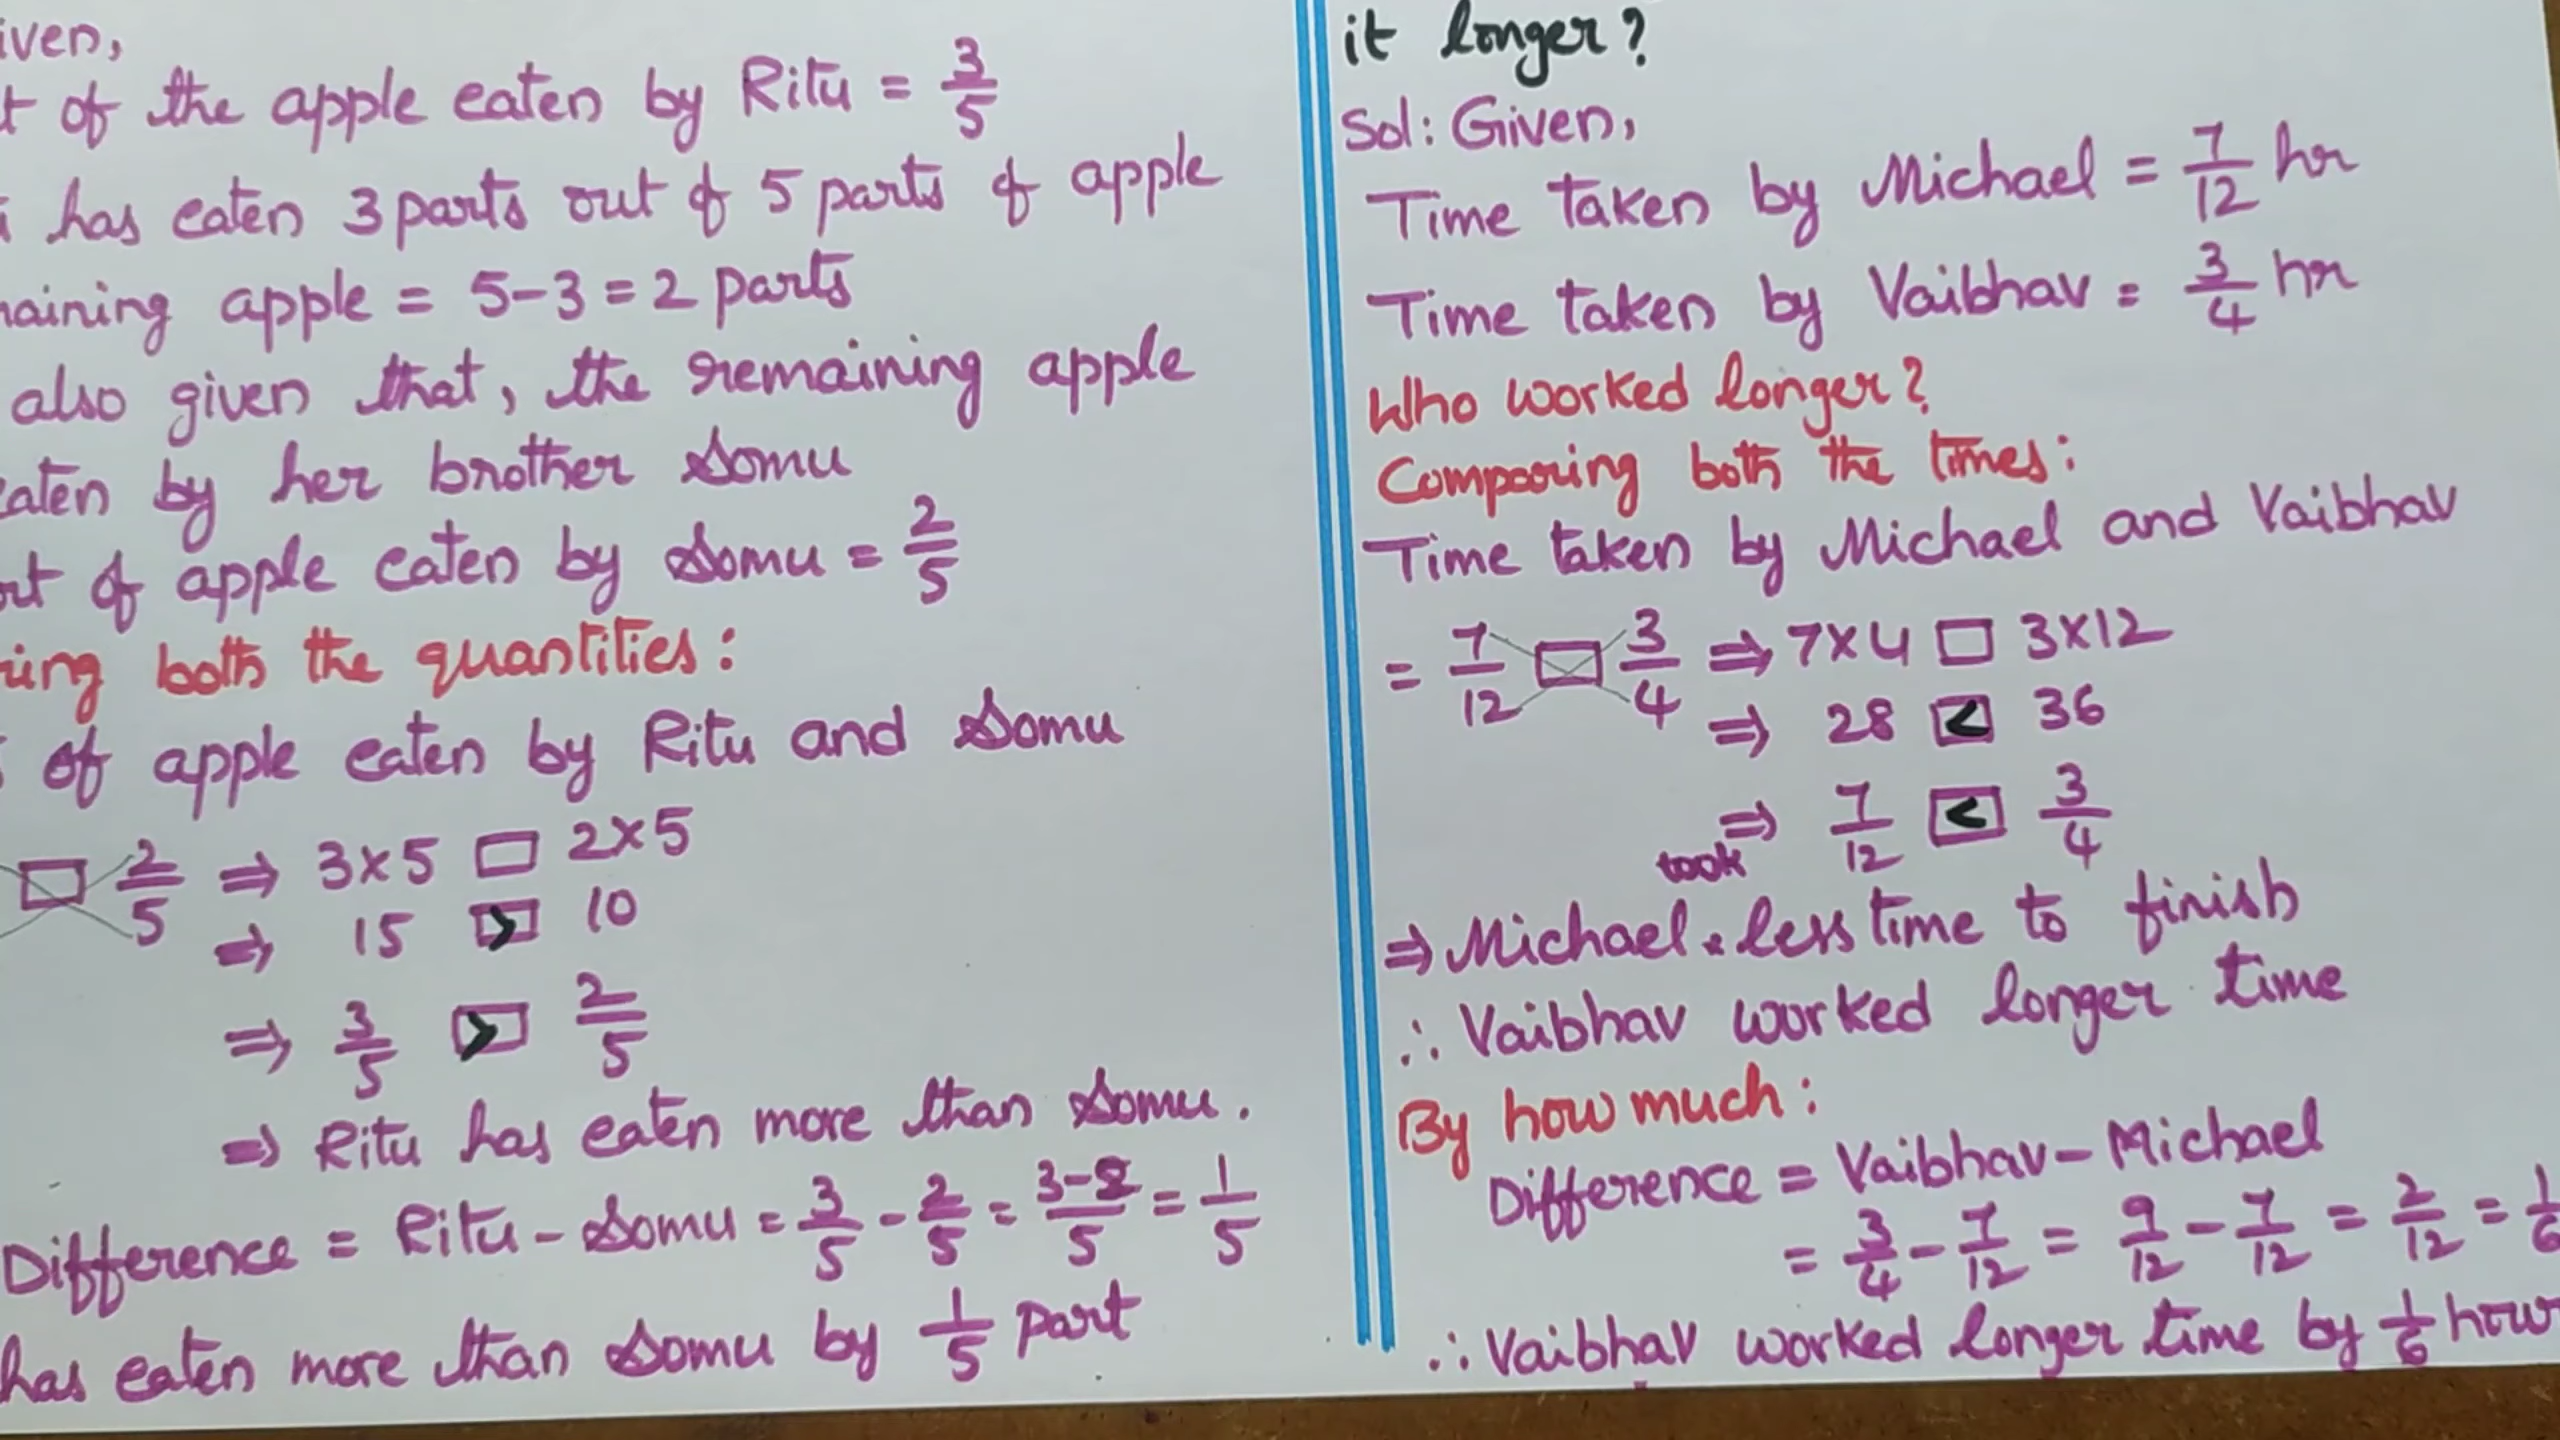 iven,
t of the apple eaten by Ritu = 3/5
i has eaten 3 parts out of 5 parts of apple
naining apple = 5-3 = 2 parts
also given that, the remaining apple
eaten by her brother Somu
ort of apple eaten by Somu = 2/5
ring both the quantities:
s of apple eaten by Ritu and Somu
□ 2/5 ⇒ 3×5 □ 2×5
⇒ 15 > 10
⇒ 3/5 > 2/5
⇒ Ritu has eaten more than Somu.
Difference = Ritu - Somu = 3/5 - 2/5 = 3-2/5 = 1/5
has eaten more than Somu by 1/5 part
it longer?
Sol: Given,
Time taken by Michael = 7/12 hr
Time taken by Vaibhav = 3/4 hr
Who worked longer?
Comparing both the times:
Time taken by Michael and Vaibhav
= 7/12 □ 3/4 ⇒ 7×4 □ 3×12
⇒ 28 < 36
⇒ 7/12 < 3/4
took
⇒ Michael less time to finish
∴ Vaibhav worked longer time
By how much:
Difference = Vaibhav - Michael
= 3/4 - 7/12 = 9/12 - 7/12 = 2/12 = 1/6
∴ Vaibhav worked longer time by 1/6 hour